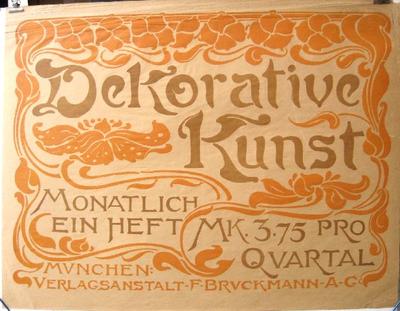 Dekorative
Kunst
MONATLICH
EIN HEFT MK. 3.75 PRO
QVARTAL
MVNCHEN:
VERLAGSANSTALT-F-BRVCKMANN-A-G